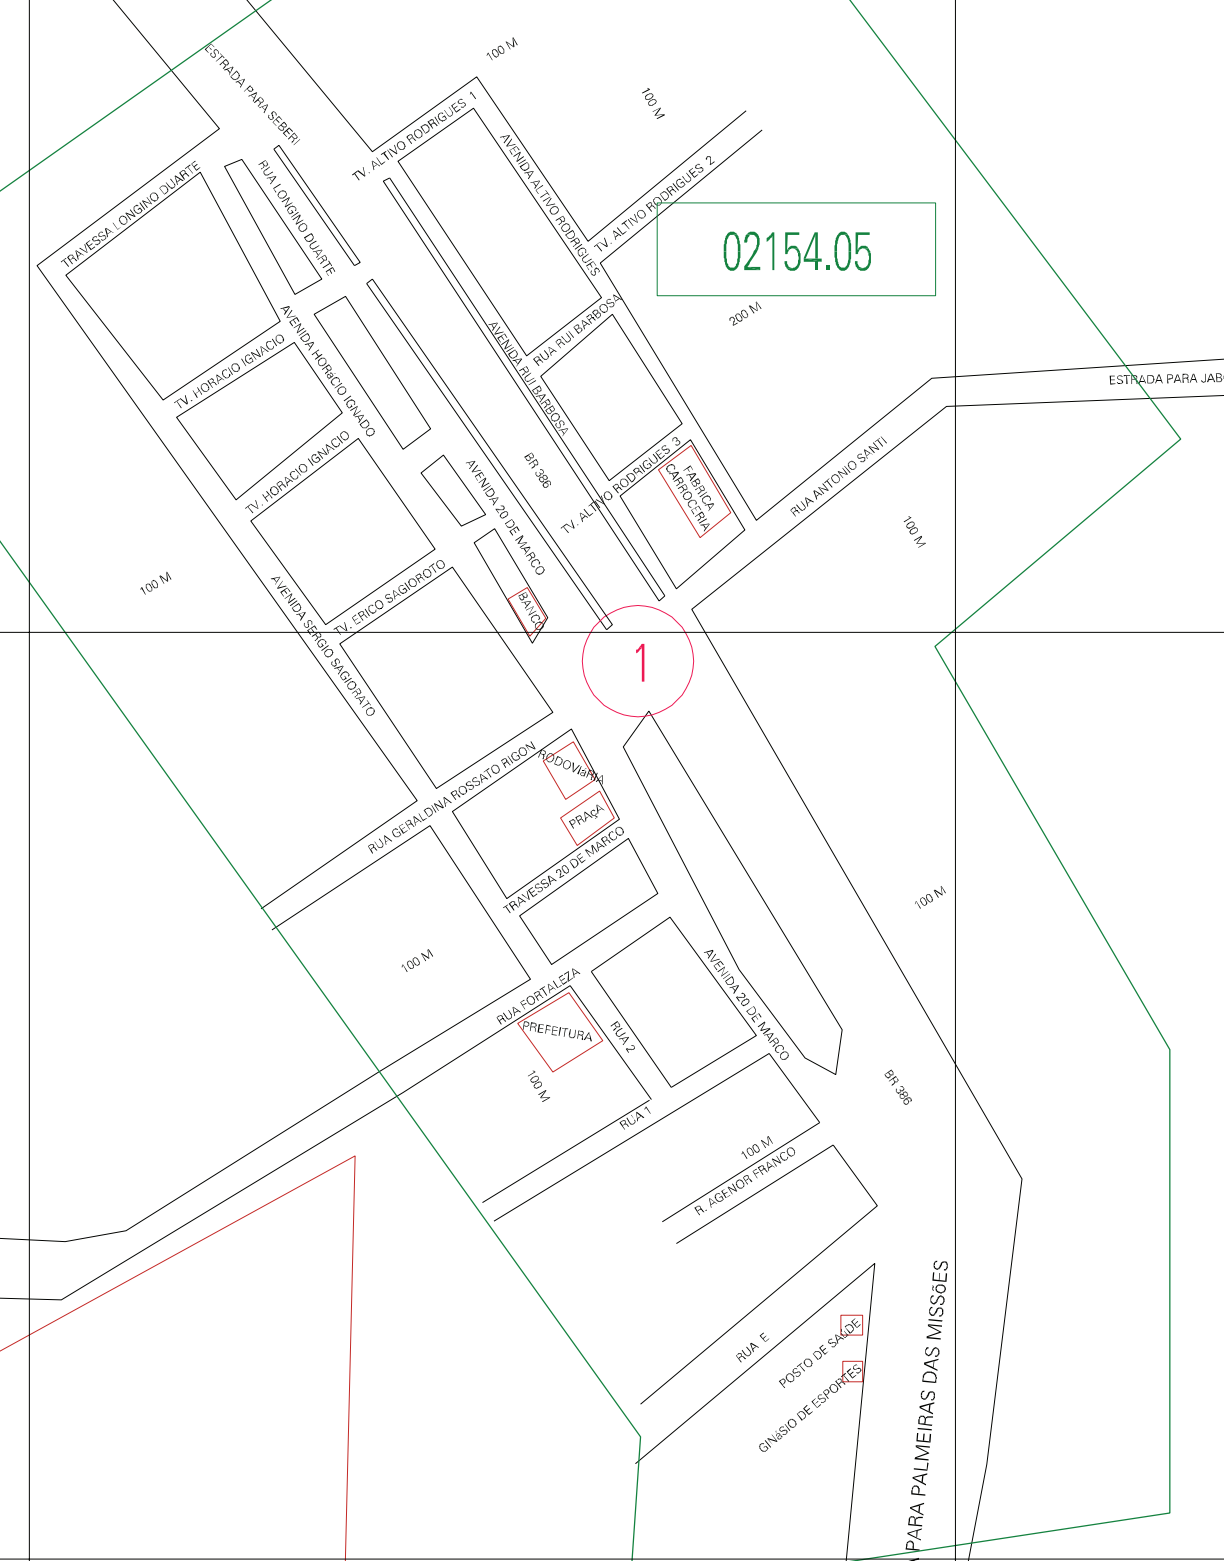 100 M
ESTRADA PARA SEBERI
100 M
TV. ALTIVO RODRIGUES 1
AVENIDA ALTIVO RODRIGUES
TV. ALTIVO RODRIGUES 2
TRAVESSA LONGINO DUARTE
RUA LONGINO DUARTE
02154.05
200 M
AVENIDA HORáCIO IGNADO
TV. HORACIO IGNACIO
AVENIDA RUI BARBOSA
RUA RUI BARBOSA
ESTRADA PARA JABO
TV. HORACIO IGNACIO
BR 386
AVENIDA 20 DE MARCO
TV. ALTIVO RODRIGUES 3
FABRICA
CARROCERIA
RUA ANTONIO SANTI
100 M
100 M
TV. ERICO SAGIOROTO
BANCO
AVENIDA SERGIO SAGIORATO
1
RUA GERALDINA ROSSATO RIGON
RODOVIáRIA
PRAçA
TRAVESSA 20 DE MARCO
100 M
100 M
RUA FORTALEZA
AVENIDA 20 DE MARCO
PREFEITURA
RUA 2
100 M
BR 386
RUA 1
100 M
R. AGENOR FRANCO
RUA E
POSTO DE SAúDE
GINáSIO DE ESPORTES
PARA PALMEIRAS DAS MISSõES